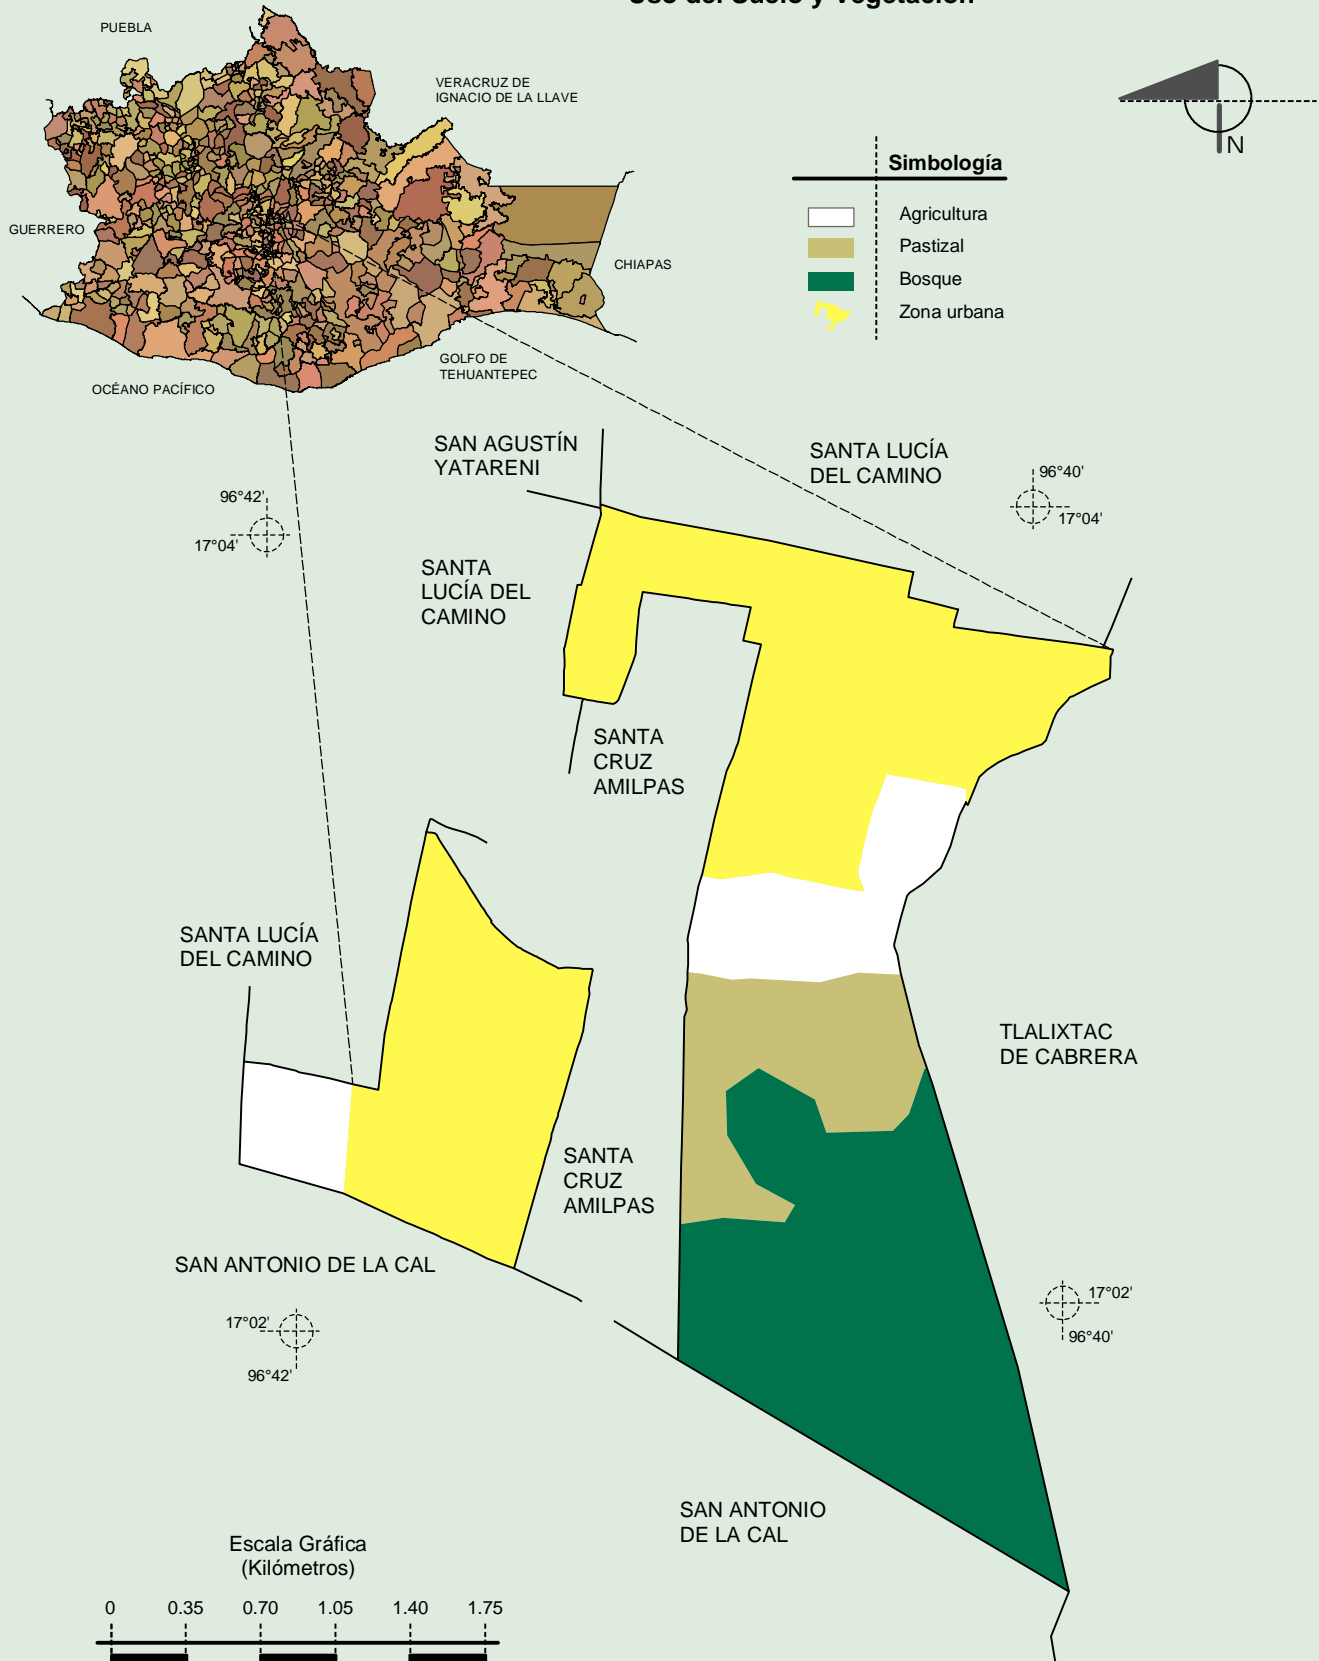 Uso del Suelo y Vegetación
PUEBLA
VERACRUZ DE
IGNACIO DE LA LLAVE
N
Simbología
Agricultura
Pastizal
Bosque
Zona urbana
GUERRERO
CHIAPAS
GOLFO DE
TEHUANTEPEC
OCÉANO PACÍFICO
SAN AGUSTÍN
YATARENI
SANTA LUCÍA
DEL CAMINO
96°42'
17°04'
96°40'
17°04'
SANTA
LUCÍA DEL
CAMINO
SANTA
CRUZ
AMILPAS
SANTA LUCÍA
DEL CAMINO
TLALIXTAC
DE CABRERA
SANTA
CRUZ
AMILPAS
SAN ANTONIO DE LA CAL
17°02'
96°42'
17°02'
96°40'
SAN ANTONIO
DE LA CAL
Escala Gráfica
(Kilómetros)
0 0.35 0.70 1.05 1.40 1.75